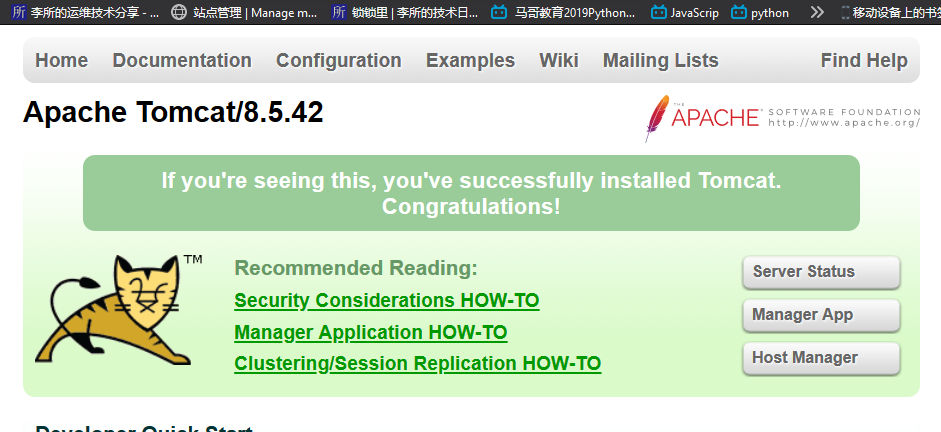 李所的运维技术分享 - ... 站点管理 | Manage m... 锁锁里 | 李所的技术日... 马哥教育2019Python... JavaScrip python 移动设备上的书签
Home Documentation Configuration Examples Wiki Mailing Lists Find Help
Apache Tomcat/8.5.42
THE APACHE® SOFTWARE FOUNDATION
http://www.apache.org/
If you're seeing this, you've successfully installed Tomcat.
Congratulations!
TM
Recommended Reading:
Security Considerations HOW-TO
Manager Application HOW-TO
Clustering/Session Replication HOW-TO
Server Status
Manager App
Host Manager
Developer Quick Start